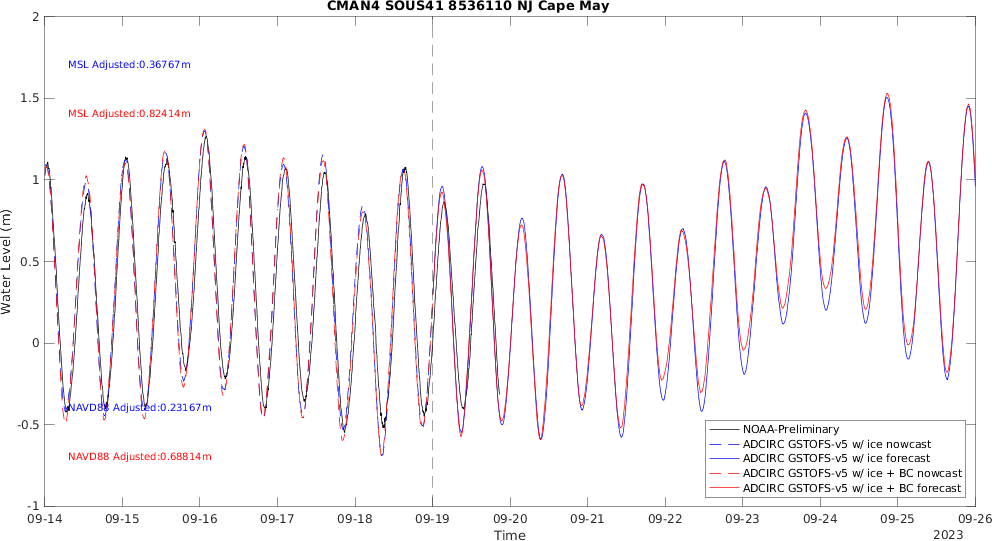 CMAN4 SOUS41 8536110 NJ Cape May
2
1.5
1
0.5
0
-0.5
-1
Water Level (m)
MSL Adjusted:0.36767m
MSL Adjusted:0.82414m
NAVD88 Adjusted:0.23167m
NAVD88 Adjusted:0.68814m
NOAA-Preliminary
ADCIRC GSTOFS-v5 w/ ice nowcast
ADCIRC GSTOFS-v5 w/ ice forecast
ADCIRC GSTOFS-v5 w/ ice + BC nowcast
ADCIRC GSTOFS-v5 w/ ice + BC forecast
09-14 09-15 09-16 09-17 09-18 09-19 09-20 09-21 09-22 09-23 09-24 09-25 09-26
Time
2023